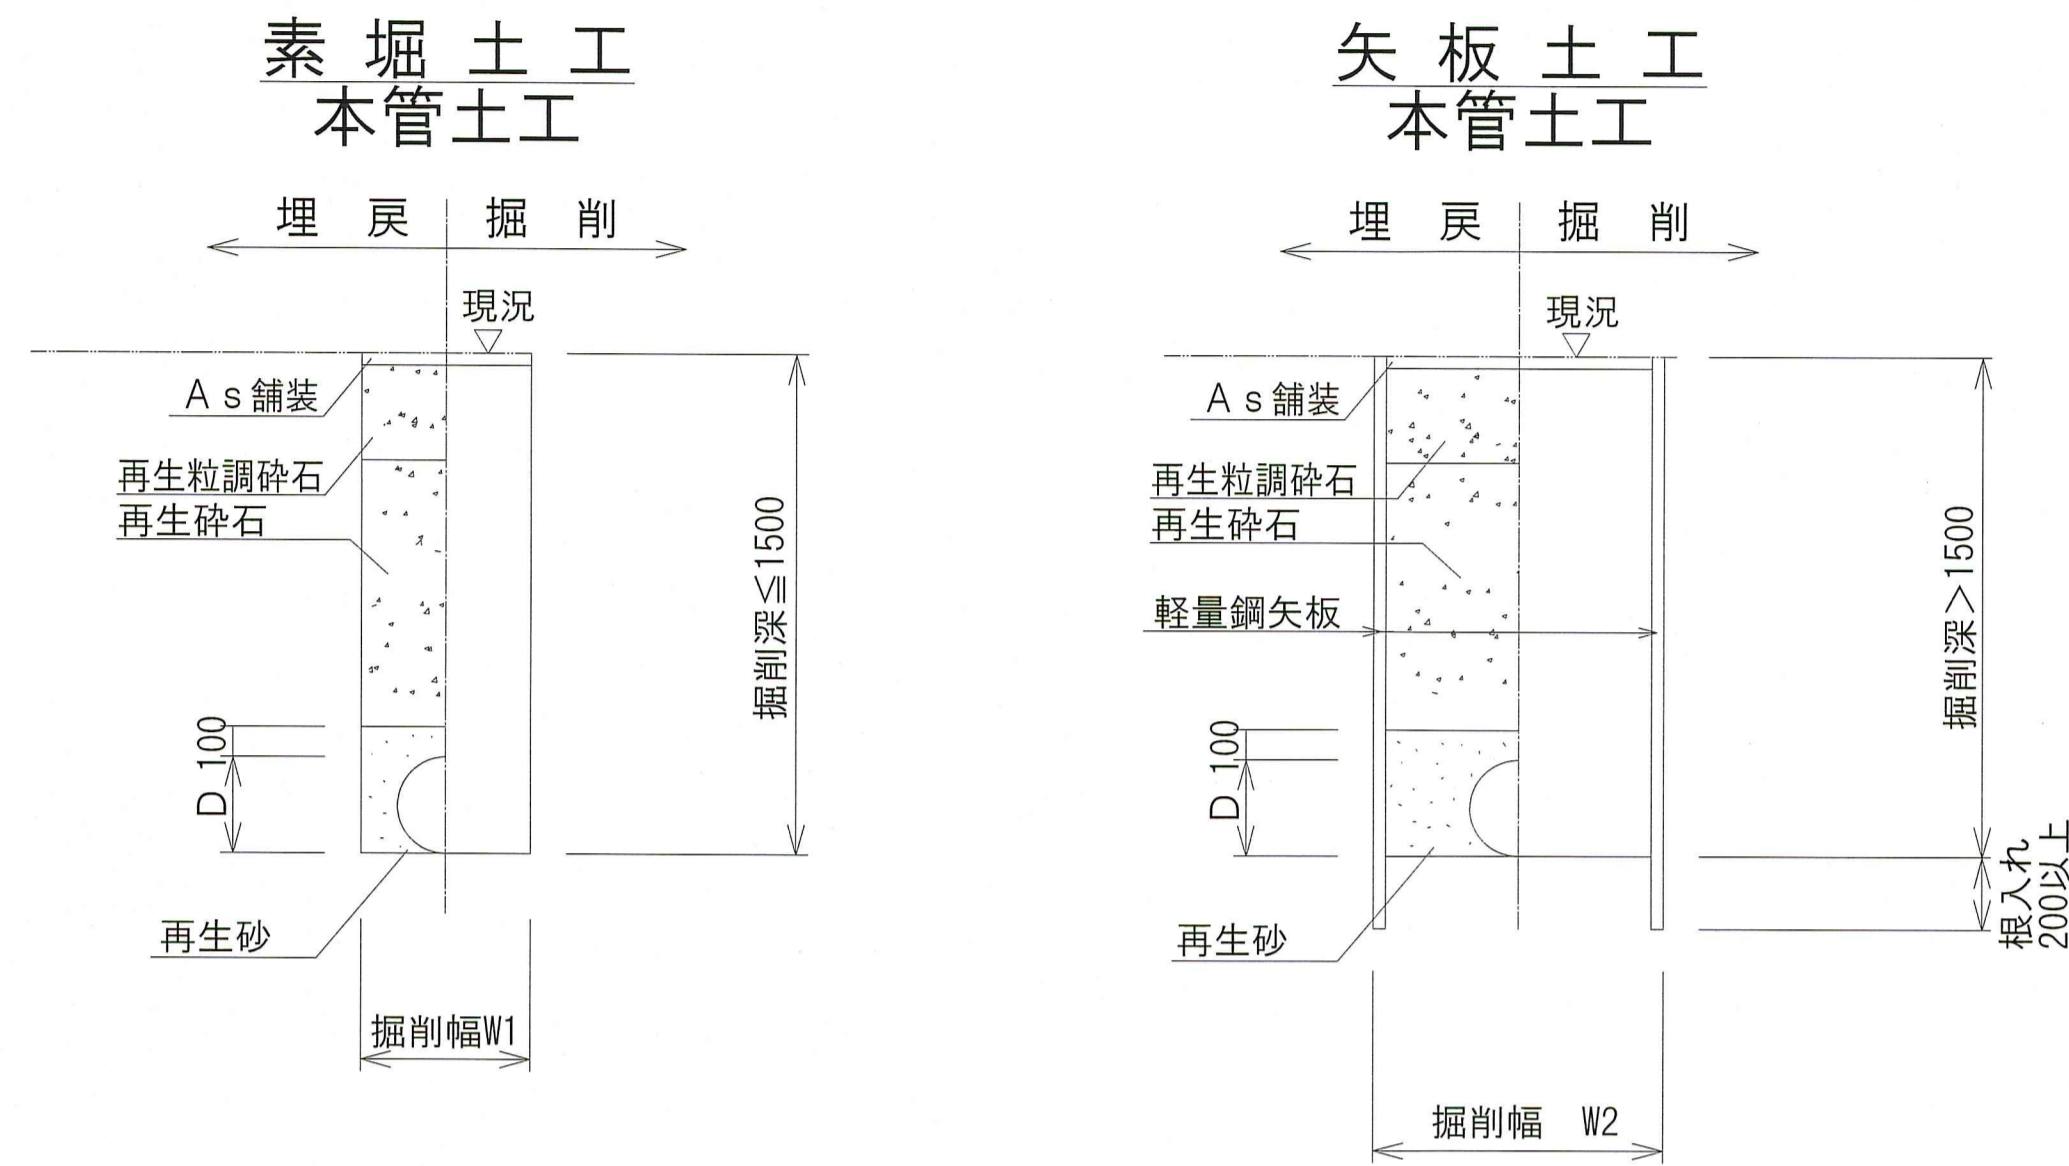 素堀土工
本管土工
埋戻 掘削
現況
As舗装
再生粒調砕石
再生砕石
掘削深≦1500
100
D
再生砂
掘削幅W1
矢板土工
本管土工
埋戻 掘削
現況
As舗装
再生粒調砕石
再生砕石
軽量鋼矢板
掘削深>1500
100
D
根入れ
200以上
再生砂
掘削幅 W2